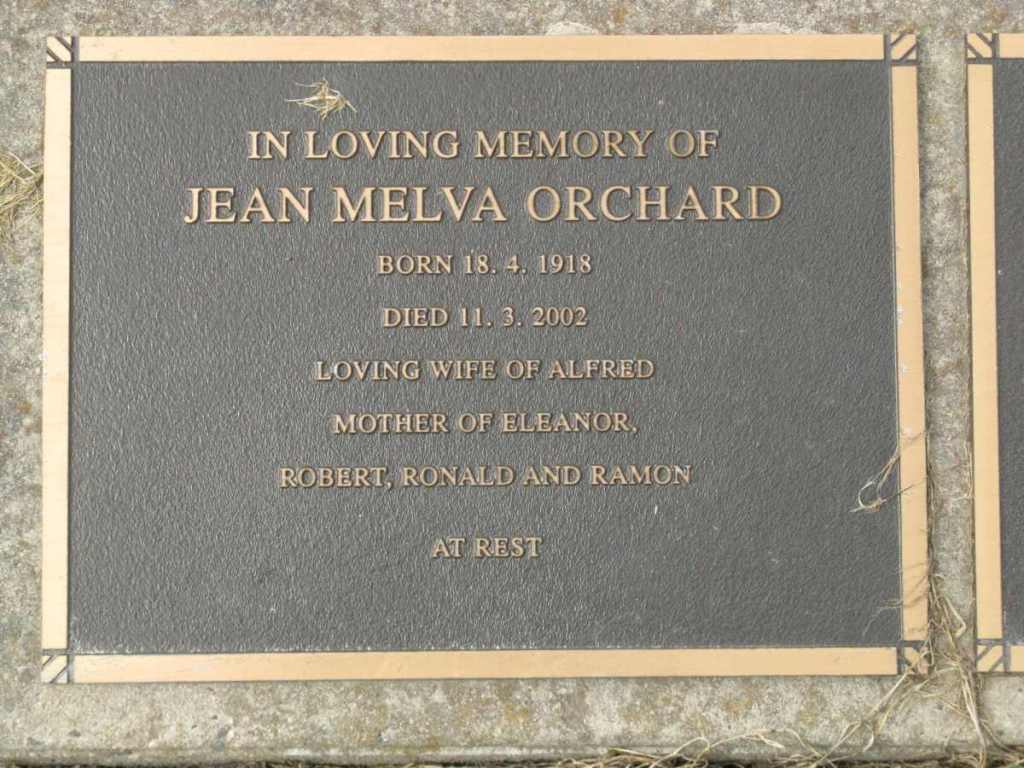 IN LOVING MEMORY OF
JEAN MELVA ORCHARD
BORN 18. 4. 1918
DIED 11. 3. 2002
LOVING WIFE OF ALFRED
MOTHER OF ELEANOR,
ROBERT, RONALD AND RAMON
AT REST